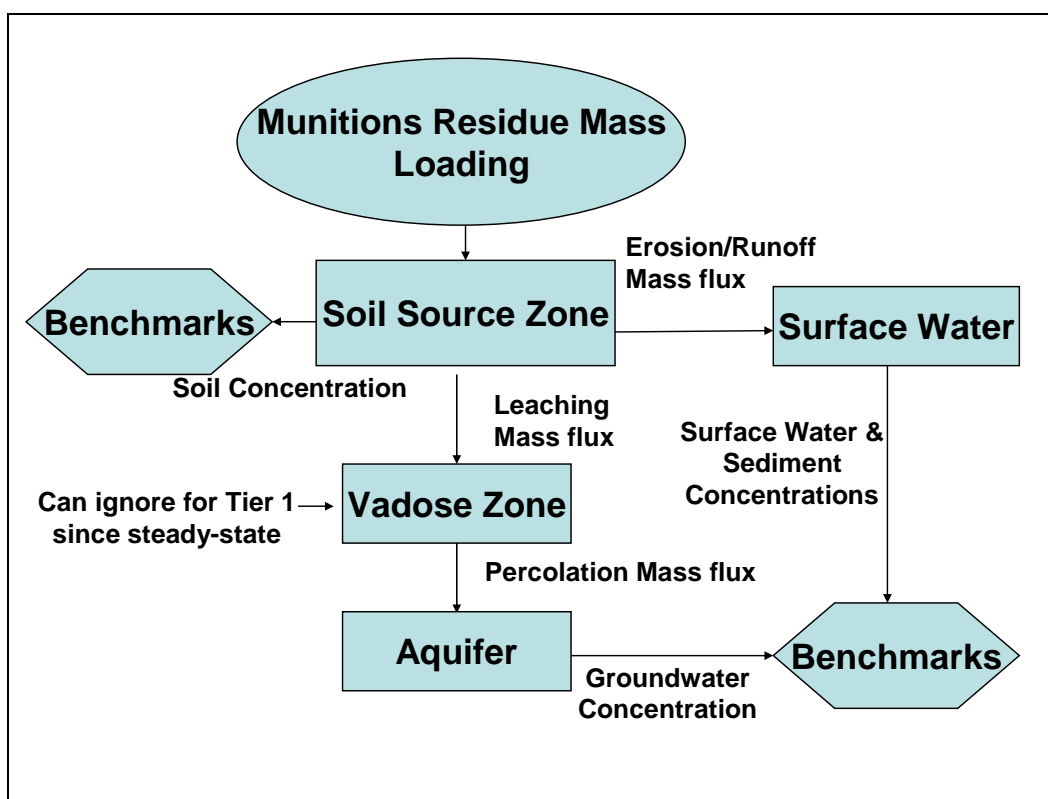 Munitions Residue Mass
Loading
Erosion/Runoff
Mass flux
Benchmarks
Soil Source Zone
Surface Water
Soil Concentration
Leaching
Mass flux
Surface Water &
Sediment
Concentrations
Can ignore for Tier 1
since steady-state
Vadose Zone
Percolation Mass flux
Aquifer
Benchmarks
Groundwater
Concentration